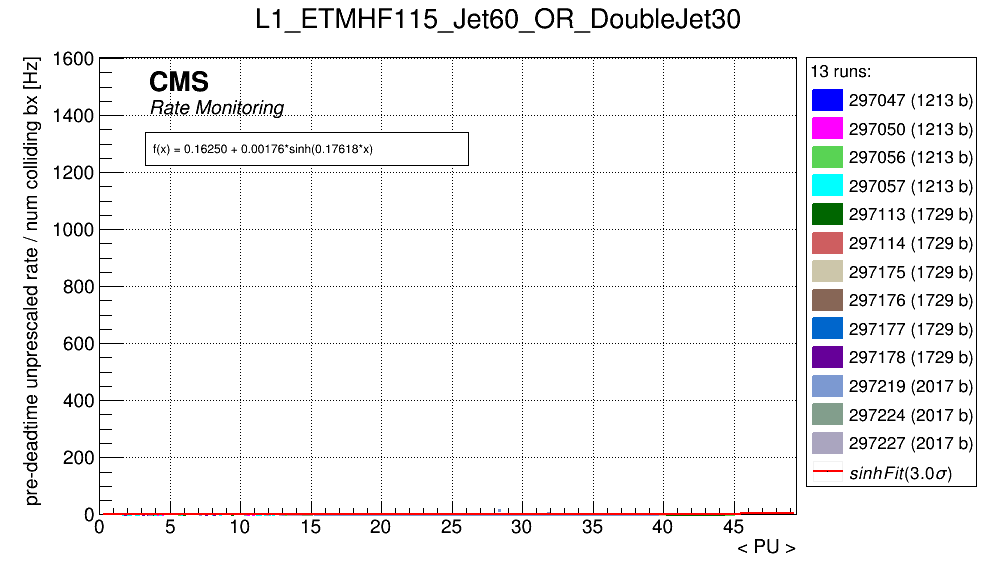 L1_ETMHF115_Jet60_OR_DoubleJet30
pre-deadtime unprescaled rate / num colliding bx [Hz]
1600
1400
1200
1000
800
600
400
200
0
CMS
Rate Monitoring
f(x) = 0.16250 + 0.00176*sinh(0.17618*x)
0 5 10 15 20 25 30 35 40 45
< PU >
13 runs:
297047 (1213 b)
297050 (1213 b)
297056 (1213 b)
297057 (1213 b)
297113 (1729 b)
297114 (1729 b)
297175 (1729 b)
297176 (1729 b)
297177 (1729 b)
297178 (1729 b)
297219 (2017 b)
297224 (2017 b)
297227 (2017 b)
sinhFit(3.0σ)